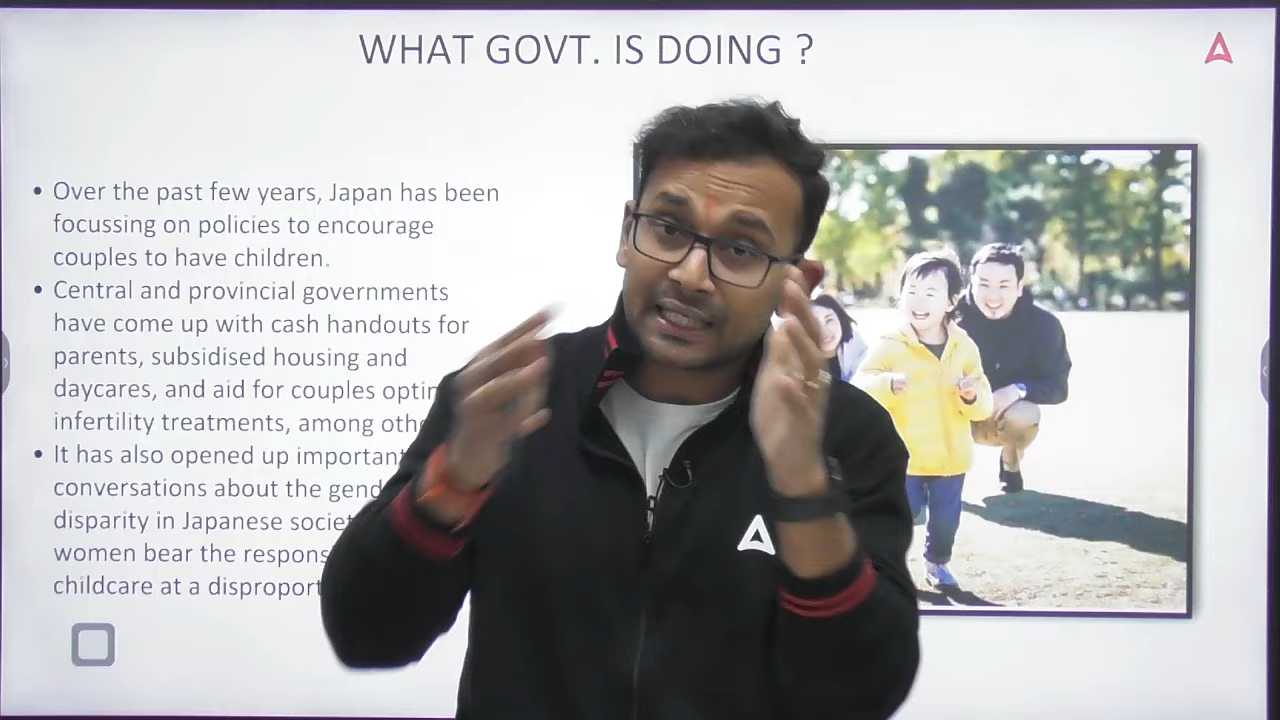 WHAT GOVT. IS DOING ?
• Over the past few years, Japan has been
focussing on policies to encourage
couples to have children.
• Central and provincial governments
have come up with cash handouts for
parents, subsidised housing and
daycares, and aid for couples
infertility treatments, among
• It has also opened up important
conversations about the
disparity in Japanese
women bear the
childcare at a